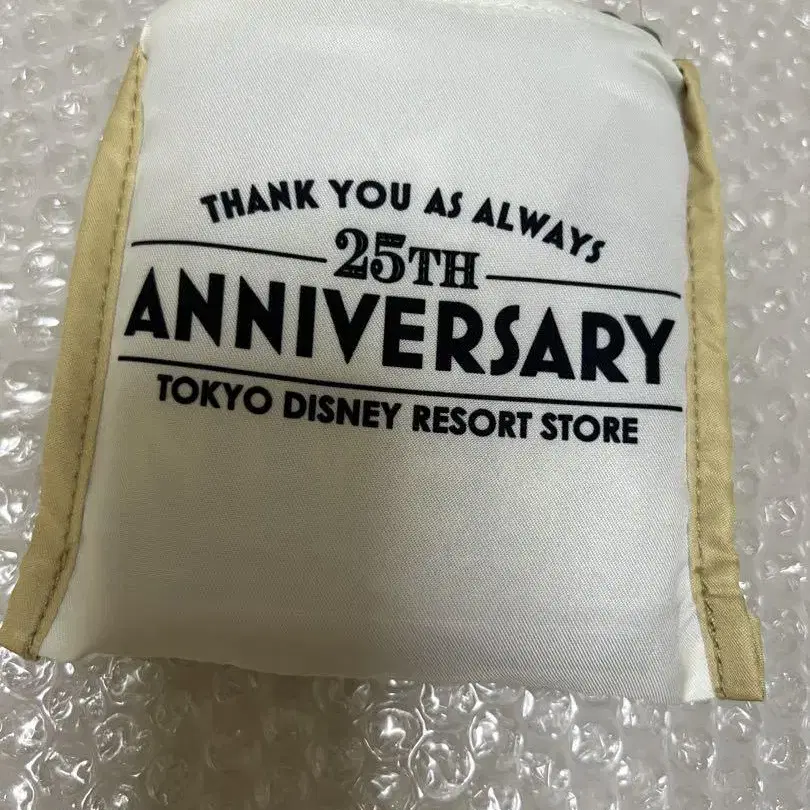 THANK YOU AS ALWAYS
25TH
ANNIVERSARY
TOKYO DISNEY RESORT STORE